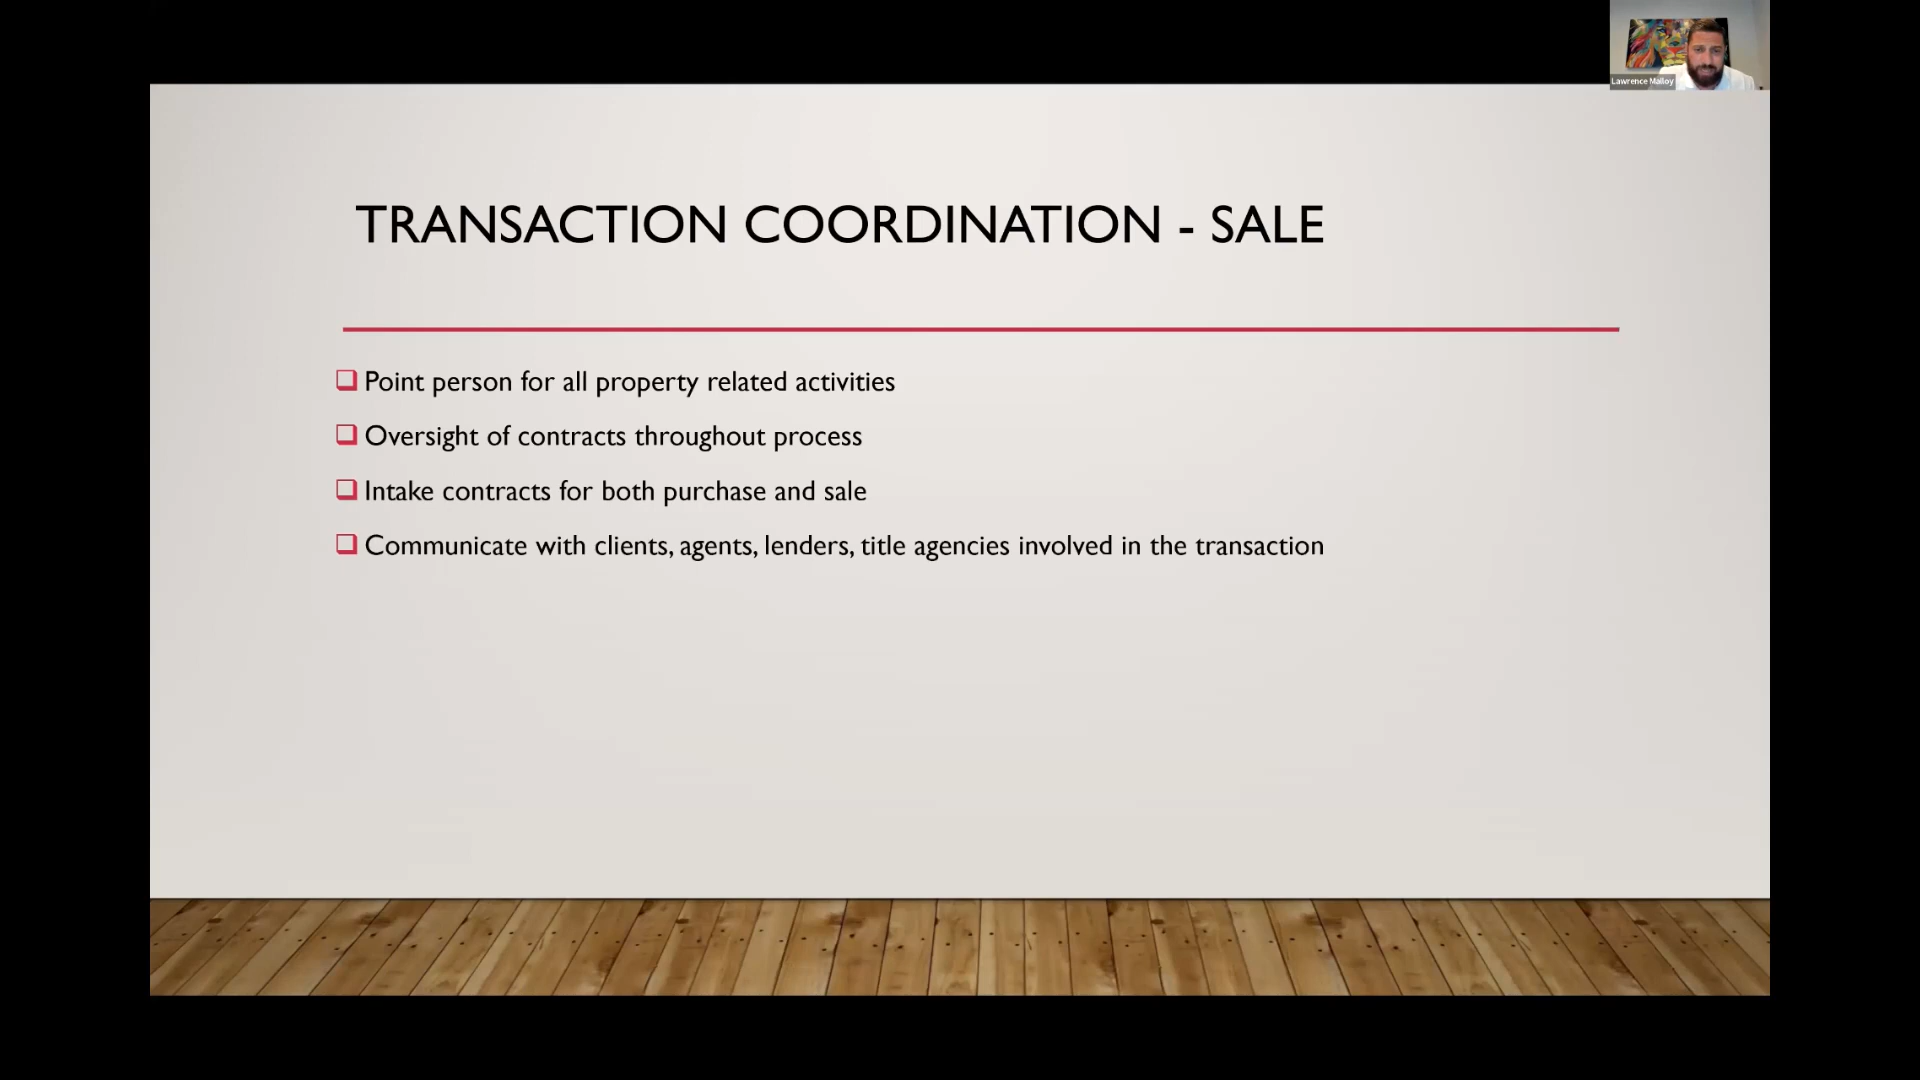 Lawrence Malloy
TRANSACTION COORDINATION - SALE
Point person for all property related activities
Oversight of contracts throughout process
Intake contracts for both purchase and sale
Communicate with clients, agents, lenders, title agencies involved in the transaction